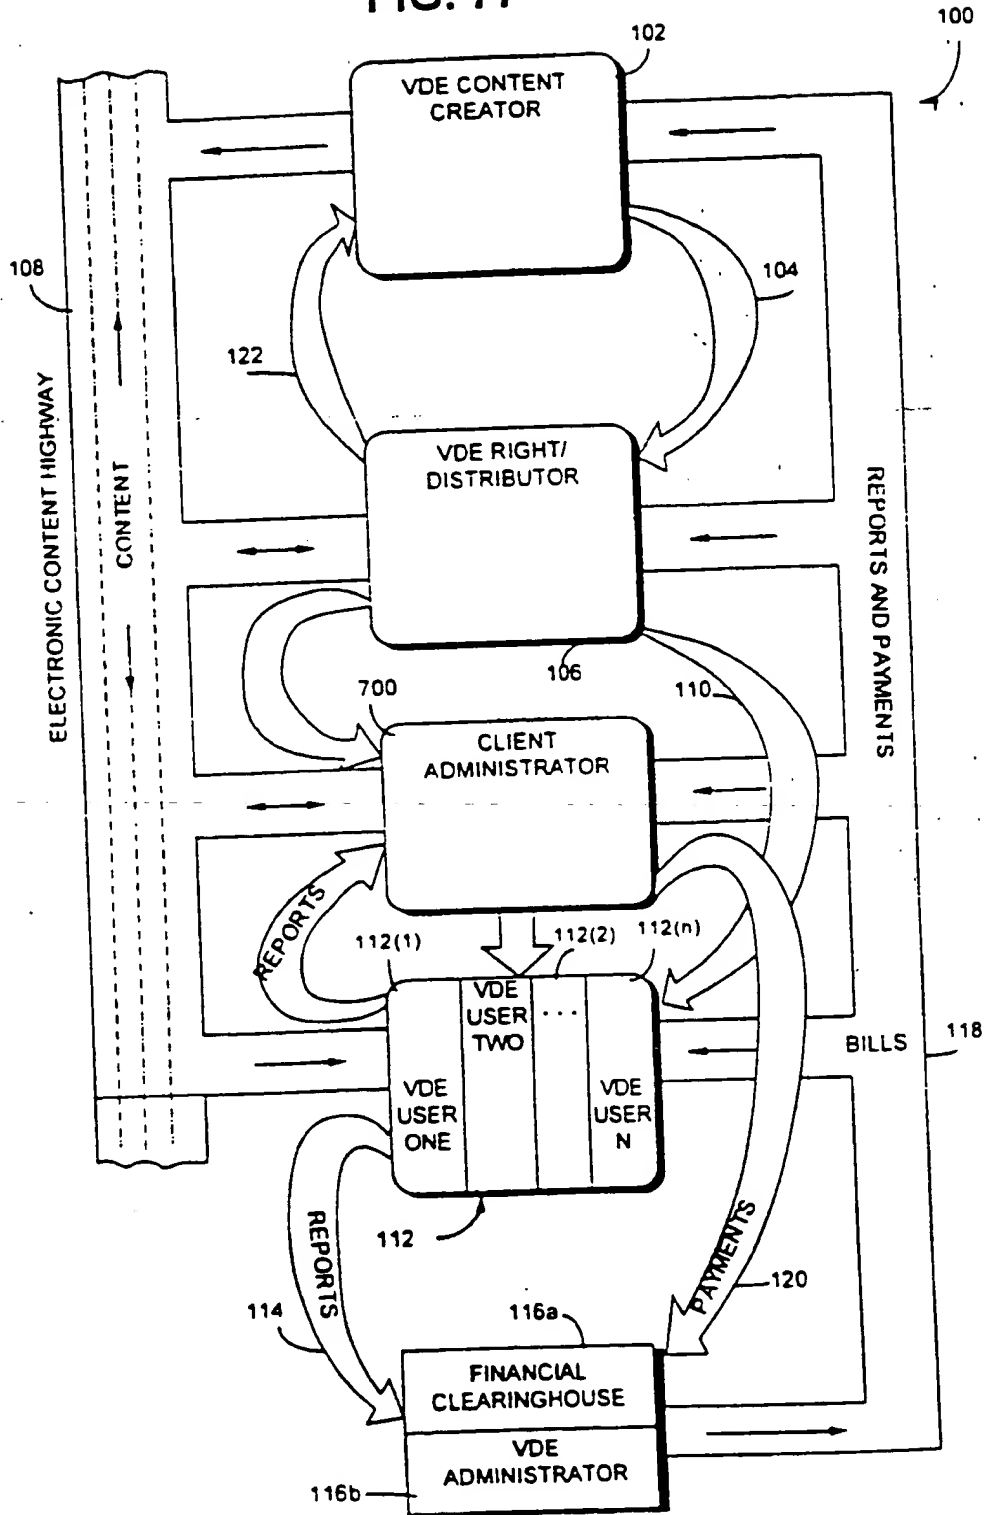 100
102
VDE CONTENT
CREATOR
108
104
122
ELECTRONIC CONTENT HIGHWAY
CONTENT
VDE RIGHT/
DISTRIBUTOR
REPORTS AND PAYMENTS
106
700
110
CLIENT
ADMINISTRATOR
REPORTS
112(1)
112(2)
112(n)
VDE
USER
TWO
...
VDE
USER
ONE
VDE
USER
N
BILLS
118
112
REPORTS
PAYMENTS
114
120
116a
FINANCIAL
CLEARINGHOUSE
VDE
ADMINISTRATOR
116b